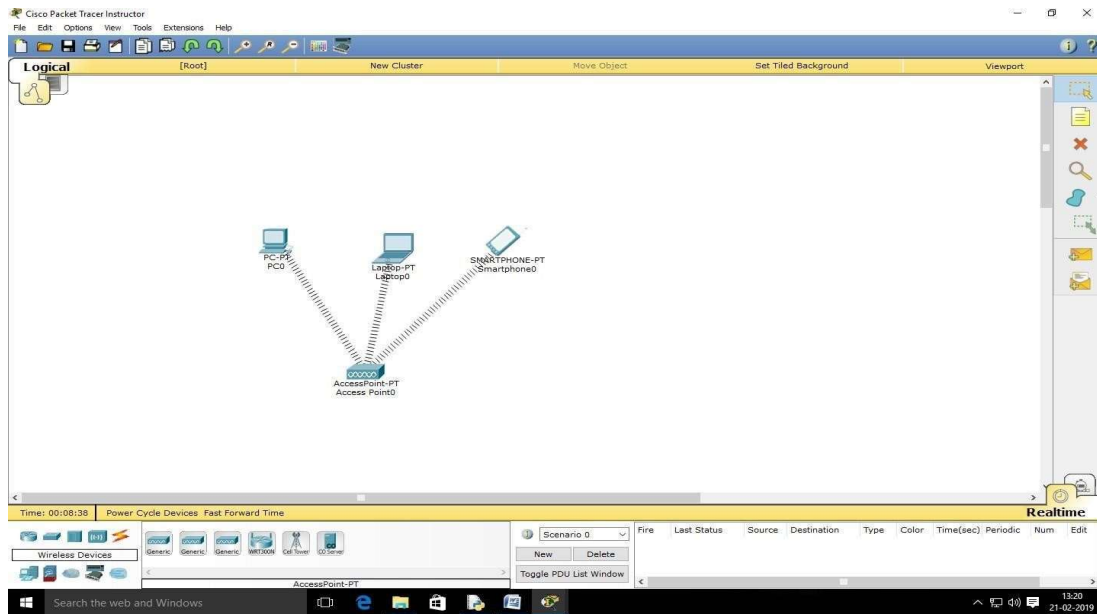 Cisco Packet Tracer Instructor
File Edit Options View Tools Extensions Help
Logical [Root] New Cluster Move Object Set Tiled Background Viewport
PC-PT
PC0
Laptop-PT
Laptop0
SMARTPHONE-PT
Smartphone0
AccessPoint-PT
Access Point0
Time: 00:08:38 Power Cycle Devices Fast Forward Time Realtime
Wireless Devices
Generic Generic Generic WRT300N Cell Tower CO Server
AccessPoint-PT
Scenario 0
New Delete
Toggle PDU List Window
Fire Last Status Source Destination Type Color Time(sec) Periodic Num Edit
Search the web and Windows
13:20
21-02-2019